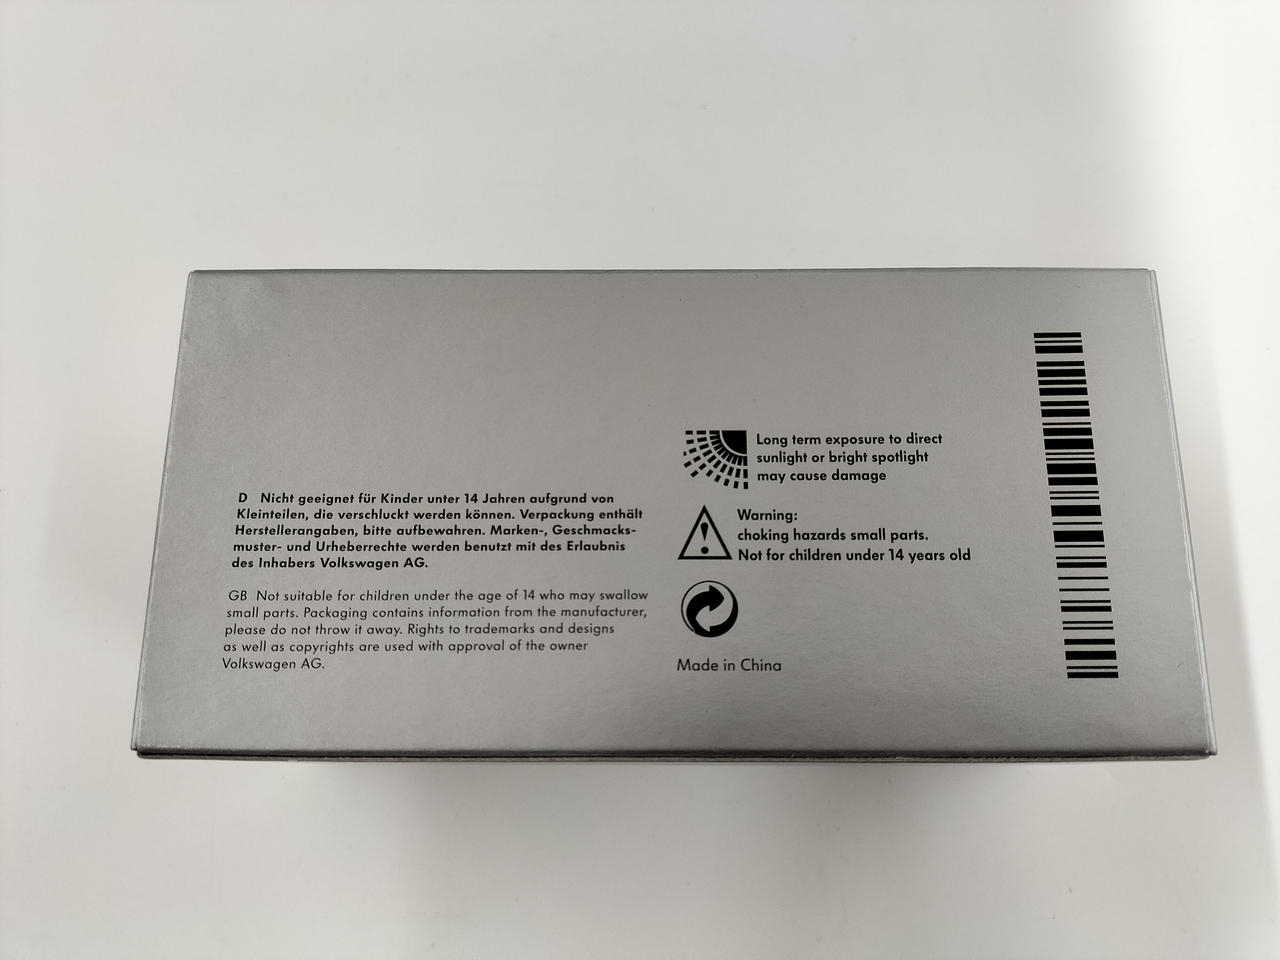 D Nicht geeignet für Kinder unter 14 Jahren aufgrund von
Kleinteilen, die verschluckt werden können. Verpackung enthält
Herstellerangaben, bitte aufbewahren. Marken-, Geschmacks-
muster- und Urheberrechte werden benutzt mit des Erlaubnis
des Inhabers Volkswagen AG.
GB Not suitable for children under the age of 14 who may swallow
small parts. Packaging contains information from the manufacturer,
please do not throw it away. Rights to trademarks and designs
as well as copyrights are used with approval of the owner
Volkswagen AG.
Long term exposure to direct
sunlight or bright spotlight
may cause damage
Warning:
choking hazards small parts.
Not for children under 14 years old
Made in China